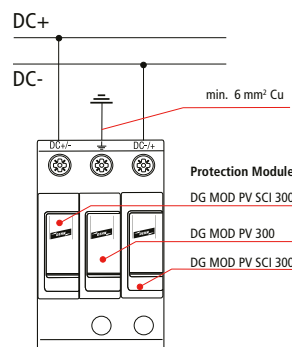 DC+
DC-
min. 6 mm² Cu
DC+/-
DC-/+
Protection Module
DG MOD PV SCI 300
DG MOD PV 300
DG MOD PV SCI 300